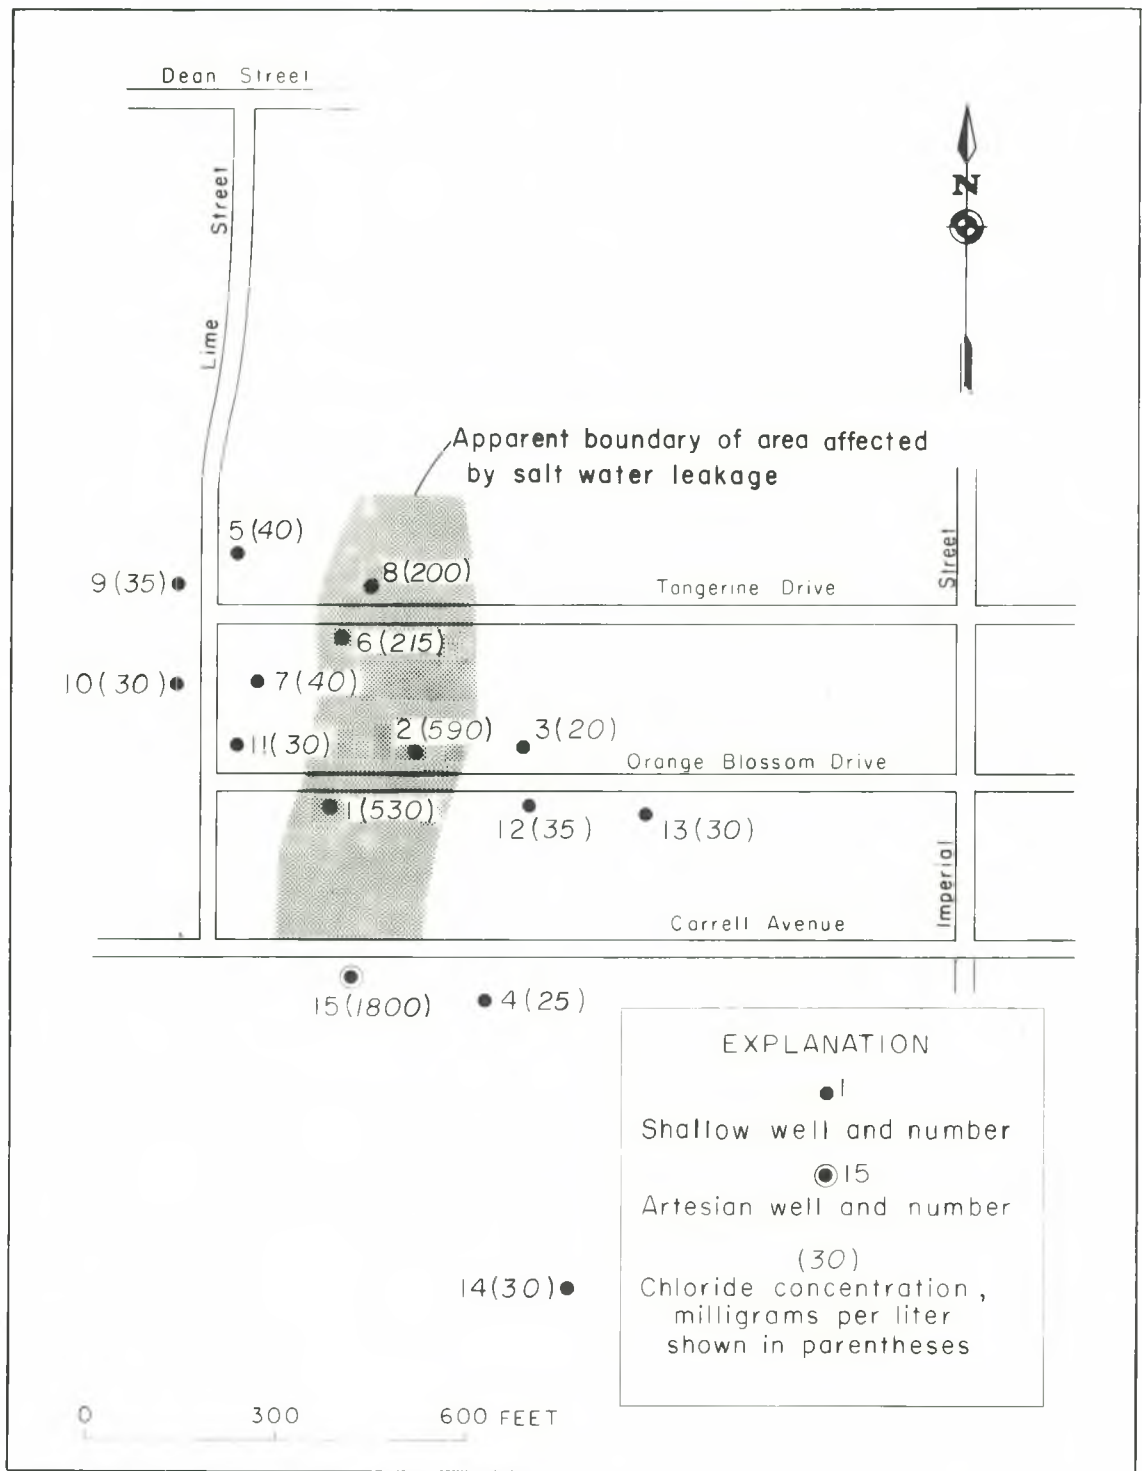 Dean Street
Lime Street
N
Apparent boundary of area affected
by salt water leakage
5 (40)
9 (35)
8 (200)
Tangerine Drive
Street
6 (215)
10 (30)
7 (40)
11 (30)
2 (590)
3 (20)
Orange Blossom Drive
1 (530)
12 (35)
13 (30)
Imperial
Carrell Avenue
15 (1800)
4 (25)
EXPLANATION
1
Shallow well and number
15
Artesian well and number
(30)
Chloride concentration,
milligrams per liter
shown in parentheses
14 (30)
0 300 600 FEET